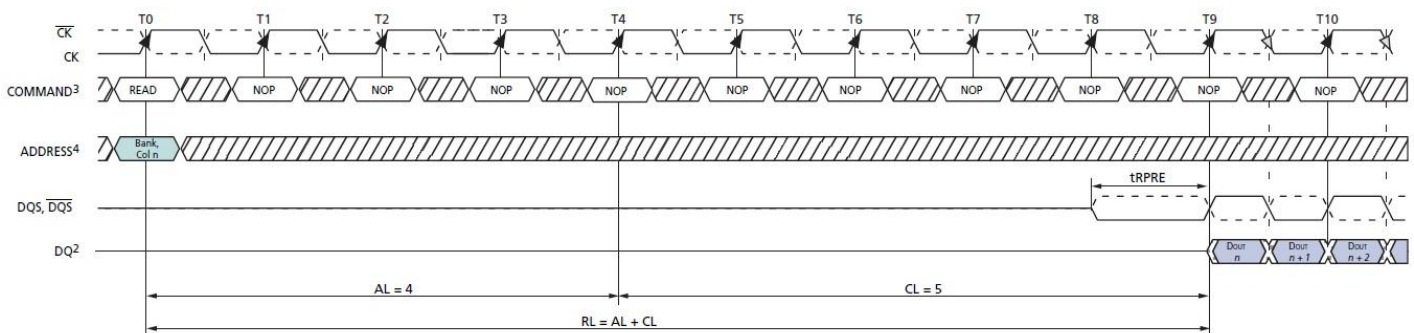 T0 T1 T2 T3 T4 T5 T6 T7 T8 T9 T10
CK
CK
COMMAND3 READ NOP NOP NOP NOP NOP NOP NOP NOP NOP NOP
ADDRESS4 Bank,
Col n
tRPRE
DQS, DQS
DQ2 DOUT DOUT DOUT
n n + 1 n + 2
AL = 4 CL = 5
RL = AL + CL